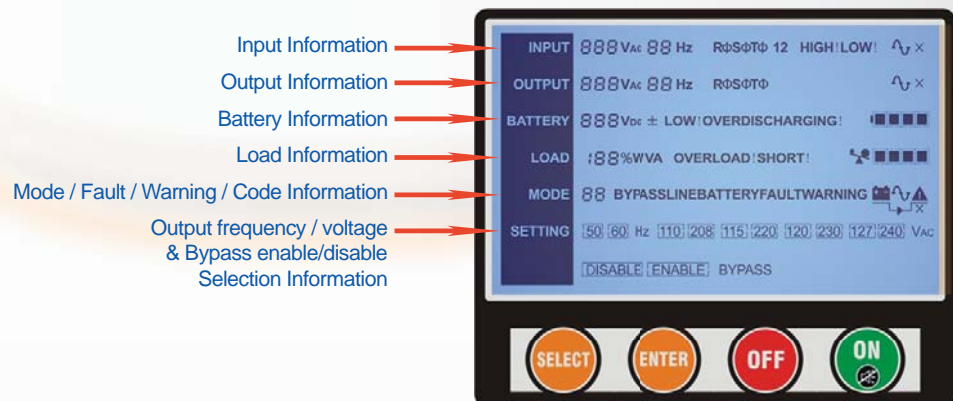 Input Information
Output Information
Battery Information
Load Information
Mode / Fault / Warning / Code Information
Output frequency / voltage
& Bypass enable/disable
Selection Information
INPUT 888 VAC 88 Hz RΦSΦTΦ 12 HIGH!LOW!
OUTPUT 888 VAC 88 Hz RΦSΦTΦ
BATTERY 888 VDC ± LOW!OVERDISCHARGING!
LOAD 188%WVA OVERLOAD!SHORT!
MODE 88 BYPASSLINEBATTERYFAULTWARNING
SETTING 50 60 Hz 110 208 115 220 120 230 127 240 VAC
DISABLE ENABLE BYPASS
SELECT ENTER OFF ON